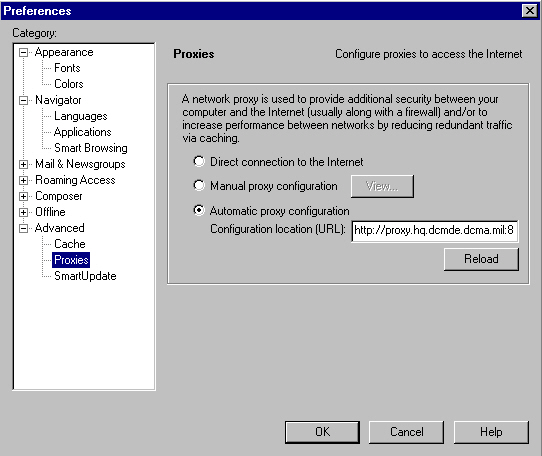 Preferences
Category:
Appearance
Fonts
Colors
Navigator
Languages
Applications
Smart Browsing
Mail & Newsgroups
Roaming Access
Composer
Offline
Advanced
Cache
Proxies
SmartUpdate
Proxies
Configure proxies to access the Internet
A network proxy is used to provide additional security between your
computer and the Internet (usually along with a firewall) and/or to
increase performance between networks by reducing redundant traffic
via caching.
Direct connection to the Internet
Manual proxy configuration
View...
Automatic proxy configuration
Configuration location (URL):
http://proxy.hq.dcmde.dcma.mil:8
Reload
OK
Cancel
Help